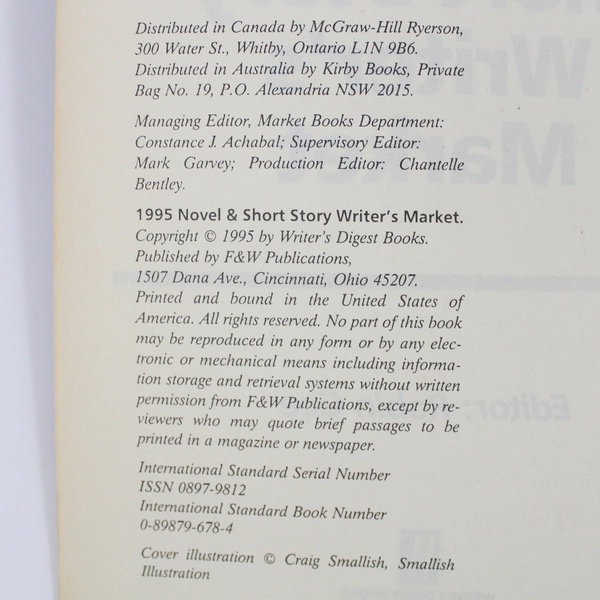 Distributed in Canada by McGraw-Hill Ryerson,
300 Water St., Whitby, Ontario L1N 9B6.
Distributed in Australia by Kirby Books, Private
Bag No. 19, P.O. Alexandria NSW 2015.
Managing Editor, Market Books Department:
Constance J. Achabal; Supervisory Editor:
Mark Garvey; Production Editor: Chantelle
Bentley.
1995 Novel & Short Story Writer's Market.
Copyright © 1995 by Writer's Digest Books.
Published by F&W Publications,
1507 Dana Ave., Cincinnati, Ohio 45207.
Printed and bound in the United States of
America. All rights reserved. No part of this book
may be reproduced in any form or by any elec-
tronic or mechanical means including informa-
tion storage and retrieval systems without written
permission from F&W Publications, except by re-
viewers who may quote brief passages to be
printed in a magazine or newspaper.
International Standard Serial Number
ISSN 0897-9812
International Standard Book Number
0-89879-678-4
Cover illustration © Craig Smallish, Smallish
Illustration